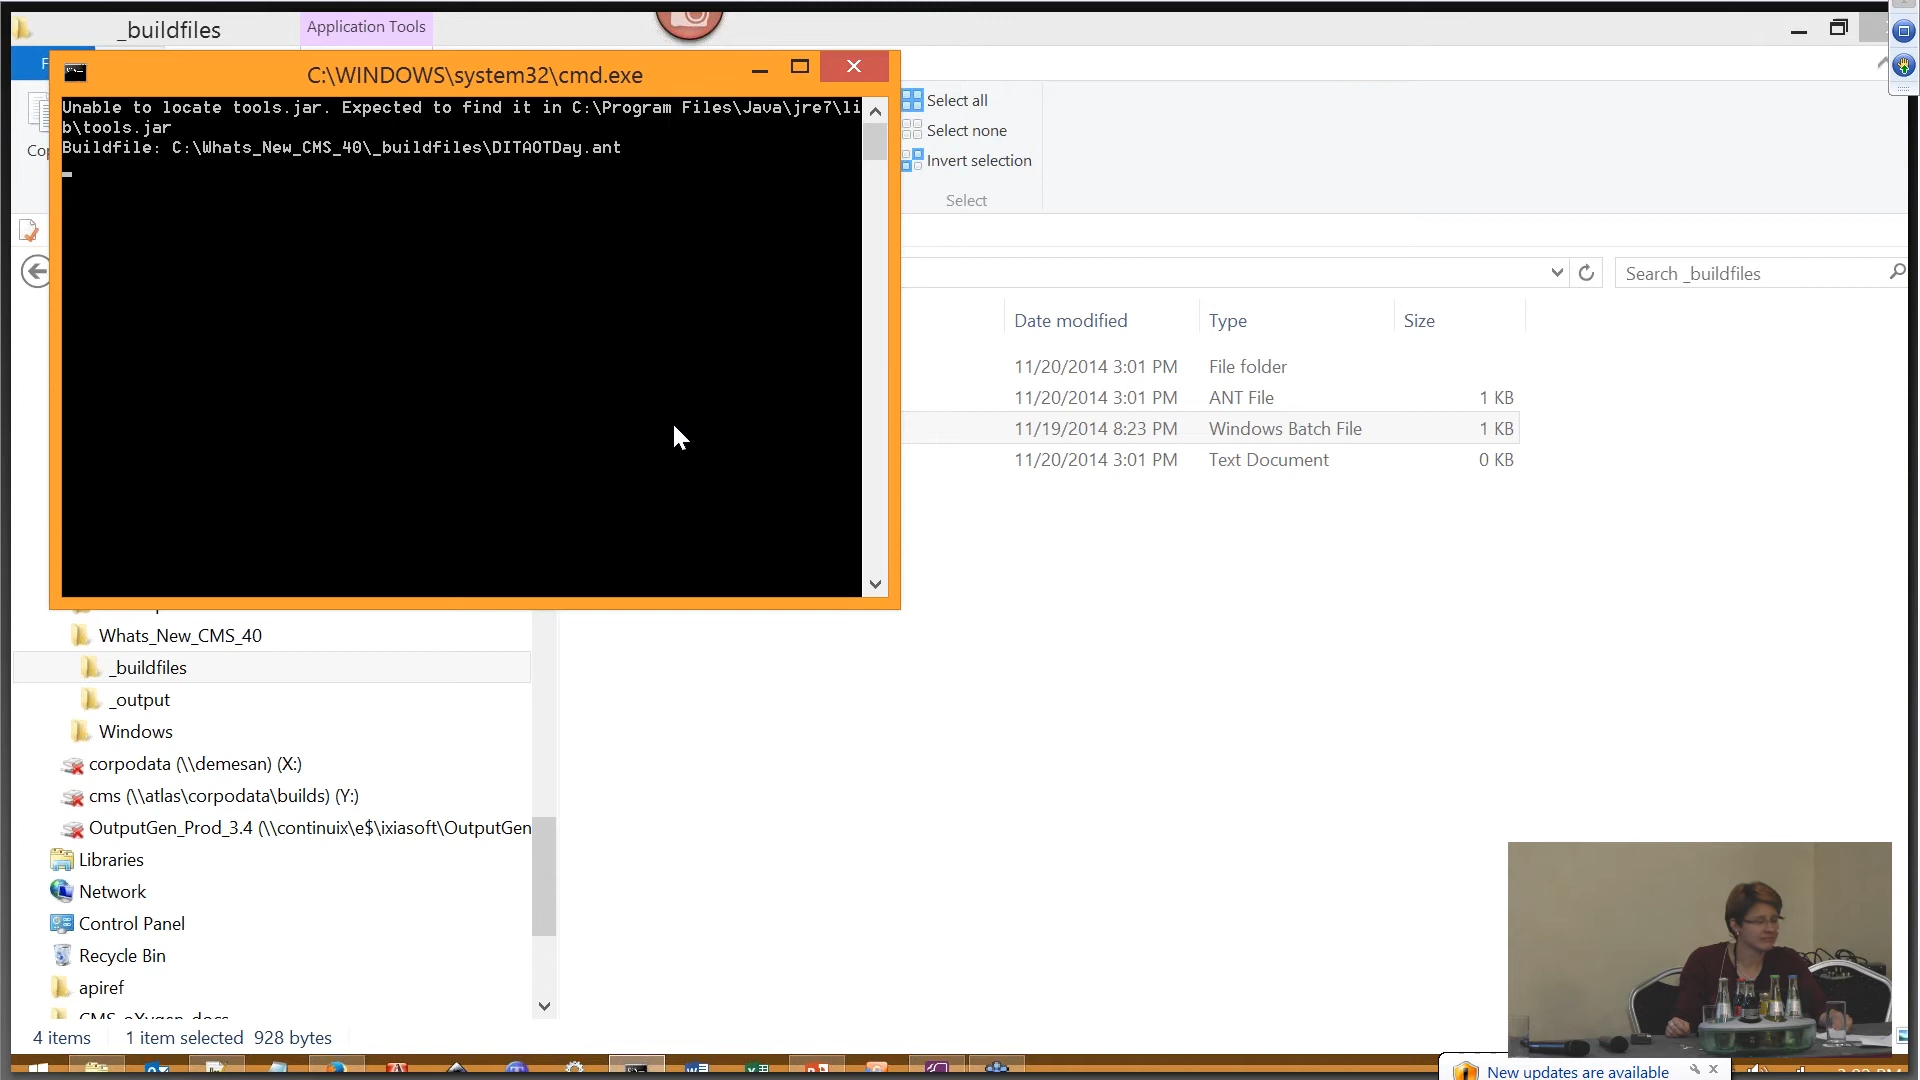 _buildfiles
Application Tools
C:\WINDOWS\system32\cmd.exe
Unable to locate tools.jar. Expected to find it in C:\Program Files\Java\jre7\li
b\tools.jar
Buildfile: C:\Whats_New_CMS_40\_buildfiles\DITAOTDay.ant
Select all
Select none
Invert selection
Select
Search _buildfiles
Date modified
Type
Size
11/20/2014 3:01 PM
File folder
11/20/2014 3:01 PM
ANT File
1 KB
11/19/2014 8:23 PM
Windows Batch File
1 KB
11/20/2014 3:01 PM
Text Document
0 KB
Whats_New_CMS_40
_buildfiles
_output
Windows
corpodata (\\demesan) (X:)
cms (\\atlas\corpodata\builds) (Y:)
OutputGen_Prod_3.4 (\\continuix\e$\ixiasoft\OutputGen
Libraries
Network
Control Panel
Recycle Bin
apiref
4 items
1 item selected 928 bytes
New updates are available